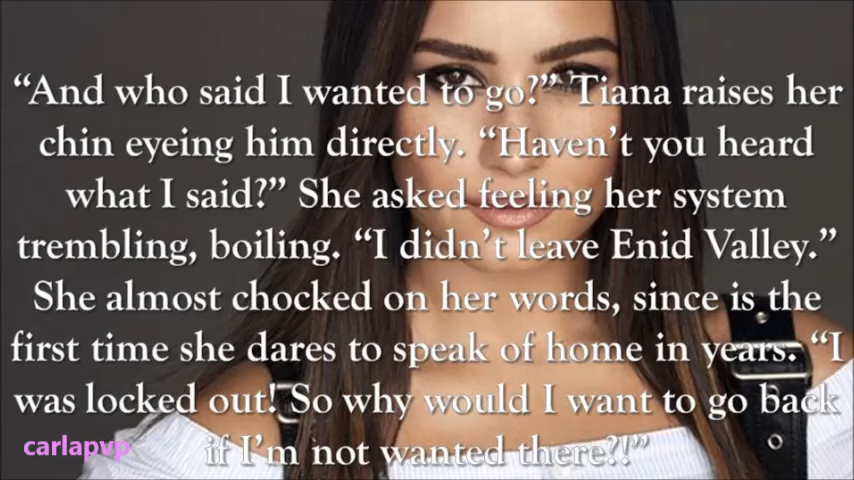 “And who said I wanted to go?” Tiana raises her
chin eyeing him directly. “Haven’t you heard
what I said?” She asked feeling her system
trembling, boiling. “I didn’t leave Enid Valley.”
She almost chocked on her words, since is the
first time she dares to speak of home in years. “I
was locked out! So why would I want to go back
if I’m not wanted there?!”
carlapvp